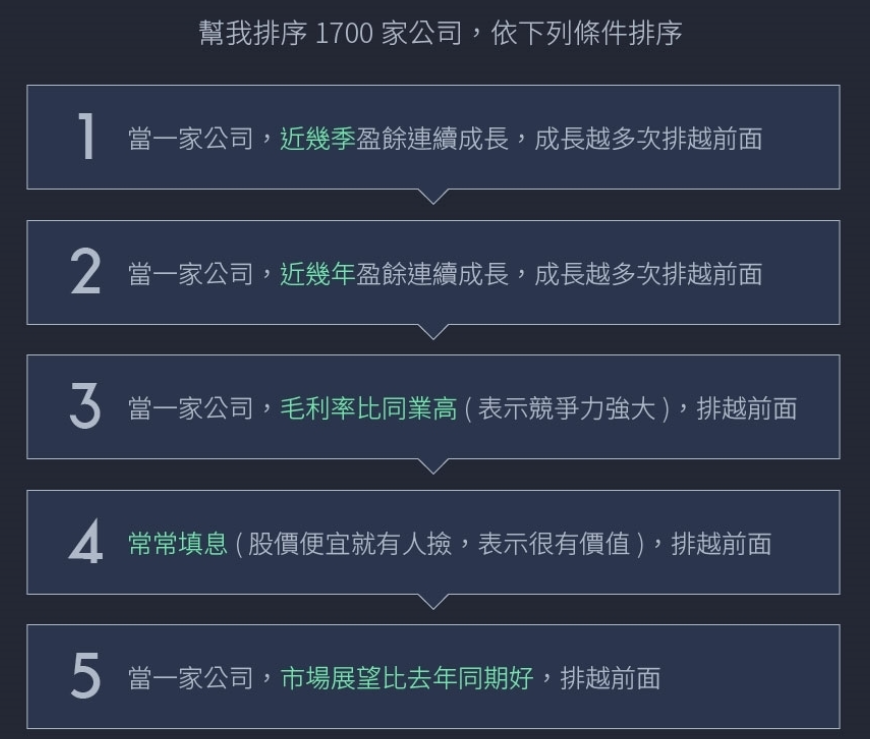 幫我排序 1700 家公司，依下列條件排序
1 當一家公司，近幾季盈餘連續成長，成長越多次排越前面
2 當一家公司，近幾年盈餘連續成長，成長越多次排越前面
3 當一家公司，毛利率比同業高 ( 表示競爭力強大 )，排越前面
4 常常填息 ( 股價便宜就有人撿，表示很有價值 )，排越前面
5 當一家公司，市場展望比去年同期好，排越前面